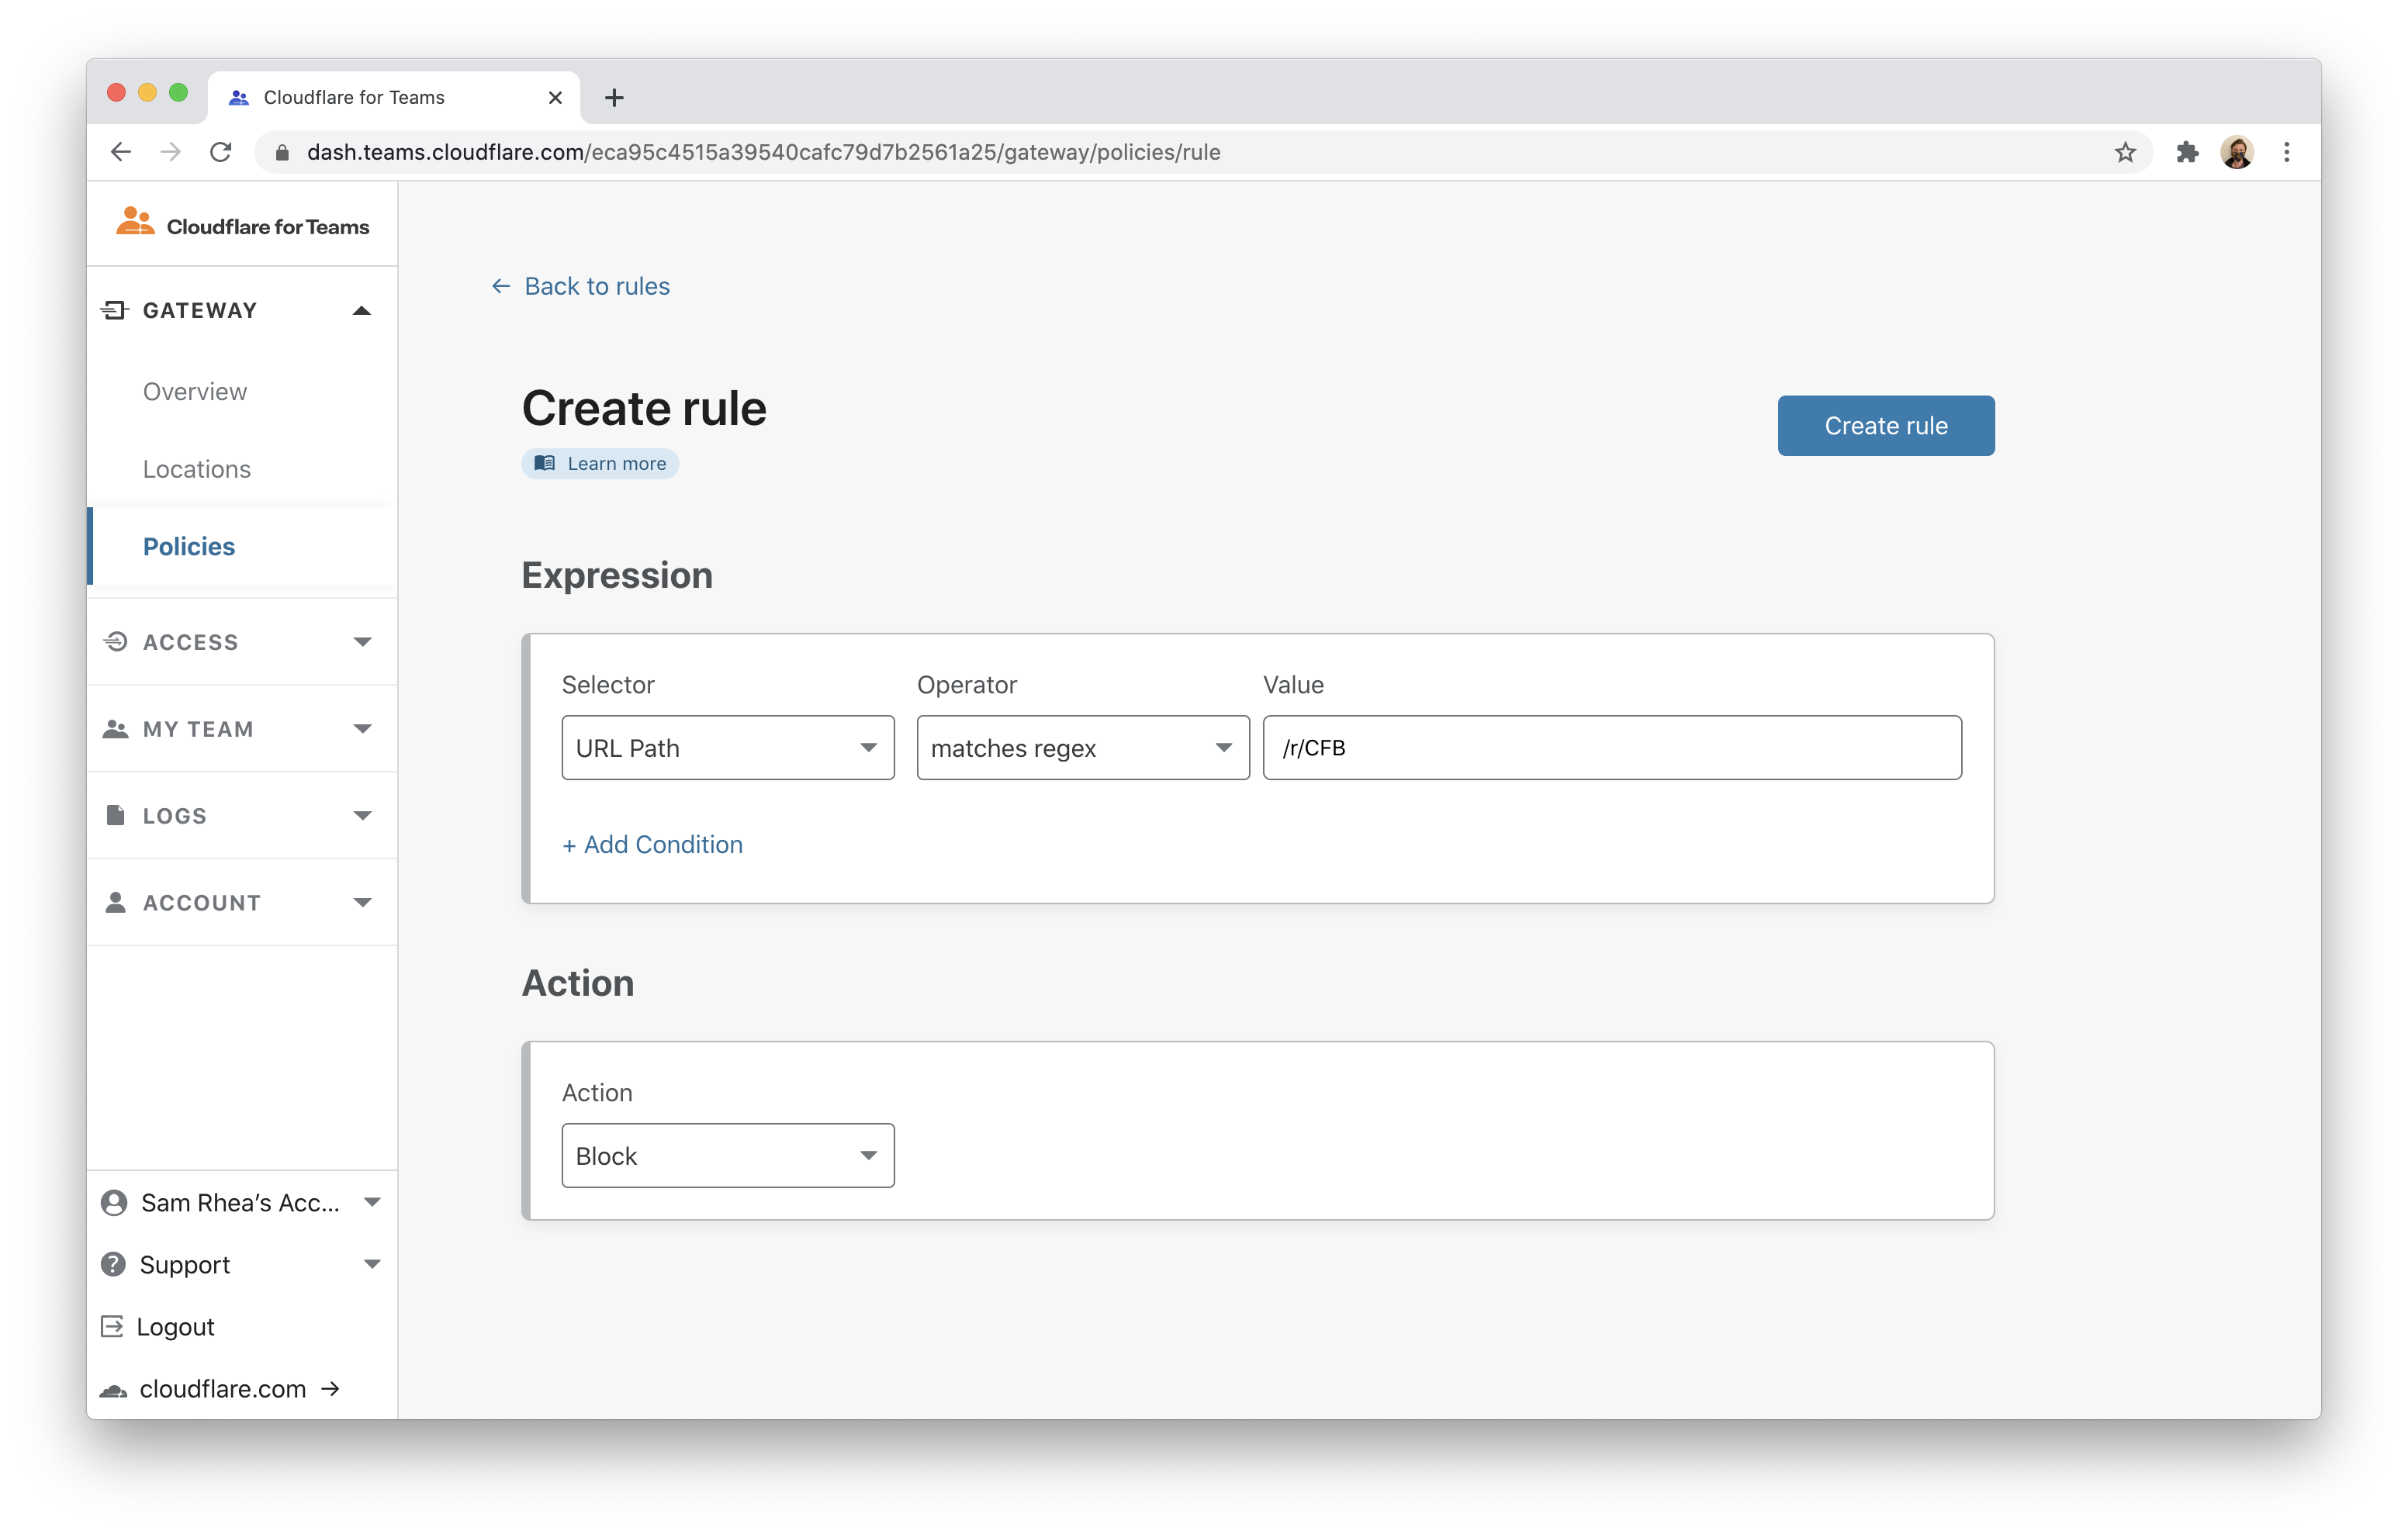 Cloudflare for Teams
dash.teams.cloudflare.com/eca95c4515a39540cafc79d7b2561a25/gateway/policies/rule
Cloudflare for Teams
GATEWAY
Overview
Locations
Policies
ACCESS
MY TEAM
LOGS
ACCOUNT
Sam Rhea’s Acc...
Support
Logout
cloudflare.com →
← Back to rules
Create rule
Learn more
Create rule
Expression
Selector Operator Value
URL Path matches regex /r/CFB
+ Add Condition
Action
Action
Block